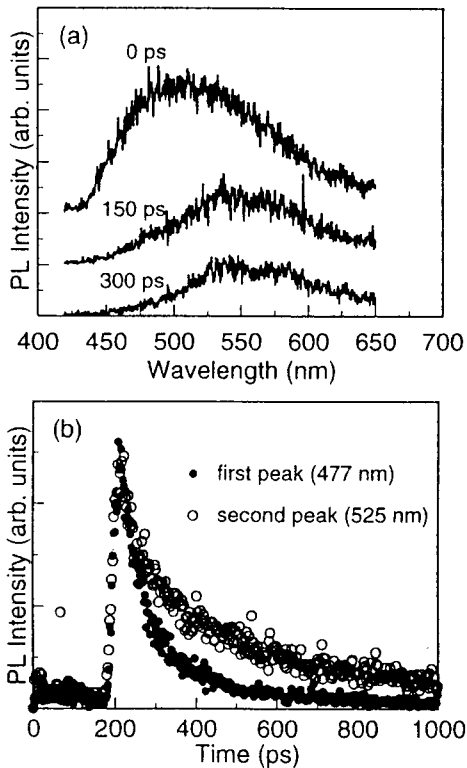 (a)
0 ps
150 ps
300 ps
PL Intensity (arb. units)
400 450 500 550 600 650 700
Wavelength (nm)
(b)
first peak (477 nm)
second peak (525 nm)
PL Intensity (arb. units)
0 200 400 600 800 1000
Time (ps)